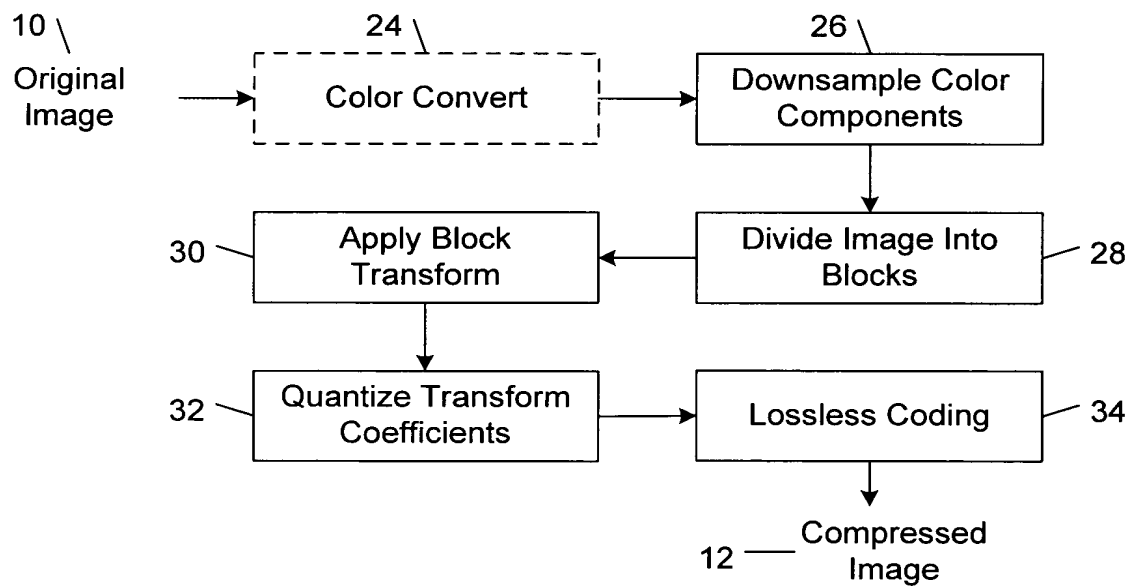 10
Original
Image
24
Color Convert
26
Downsample Color
Components
30
Apply Block
Transform
Divide Image Into
Blocks
28
32
Quantize Transform
Coefficients
Lossless Coding
34
12
Compressed
Image